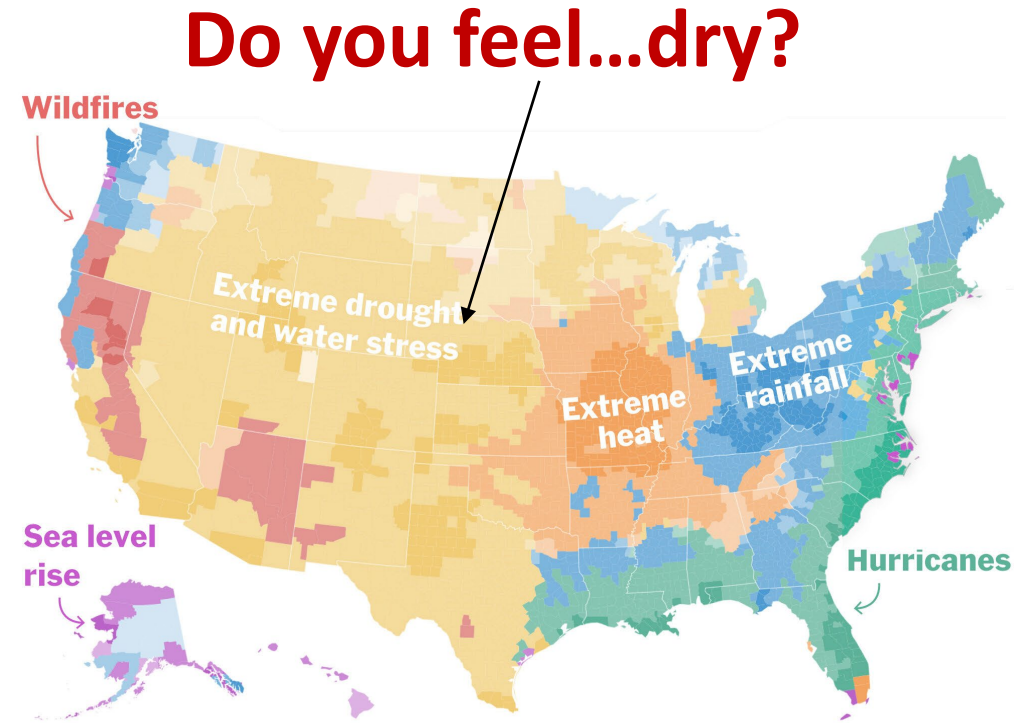 Do you feel...dry?
Wildfires
Extreme drought
and water stress
Extreme
rainfall
Extreme
heat
Sea level
rise
Hurricanes